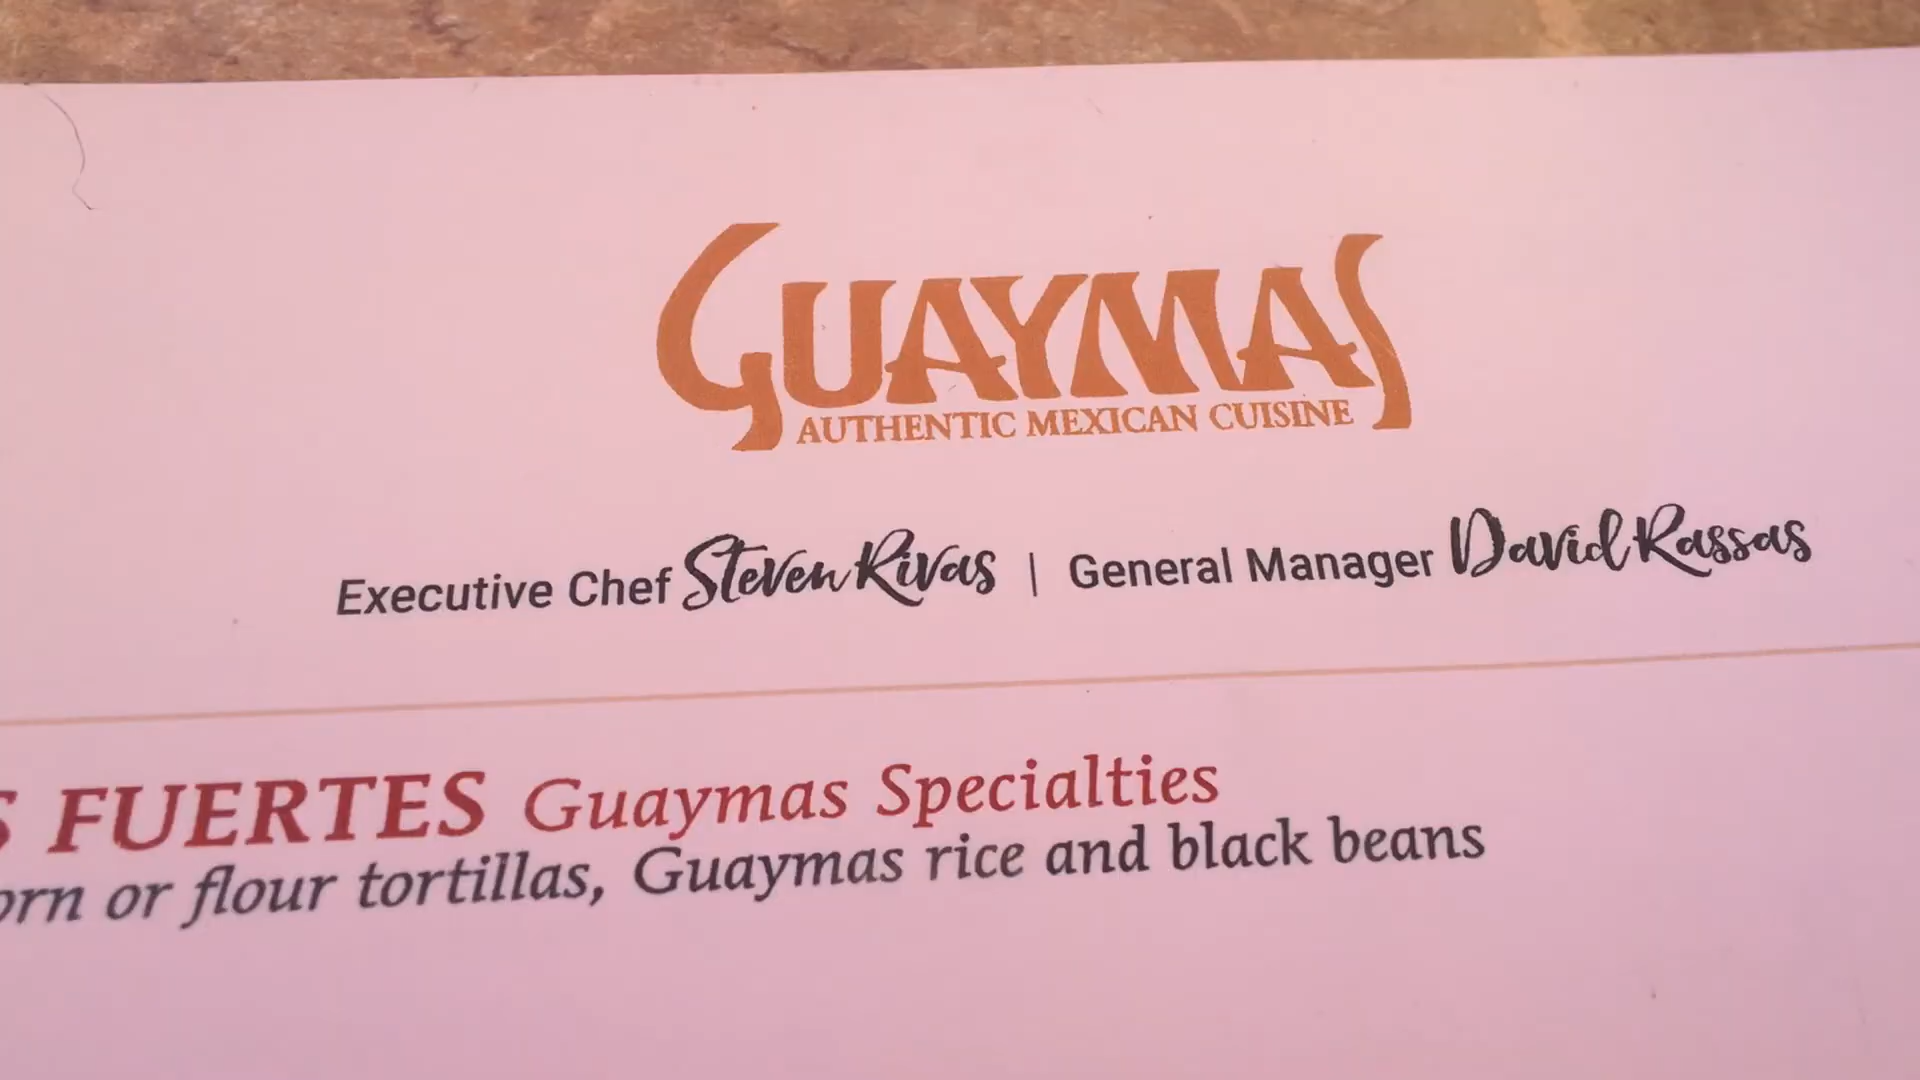 GUAYMAS
AUTHENTIC MEXICAN CUISINE
Executive Chef Steven Rivas | General Manager David Rassas
FUERTES Guaymas Specialties
or flour tortillas, Guaymas rice and black beans